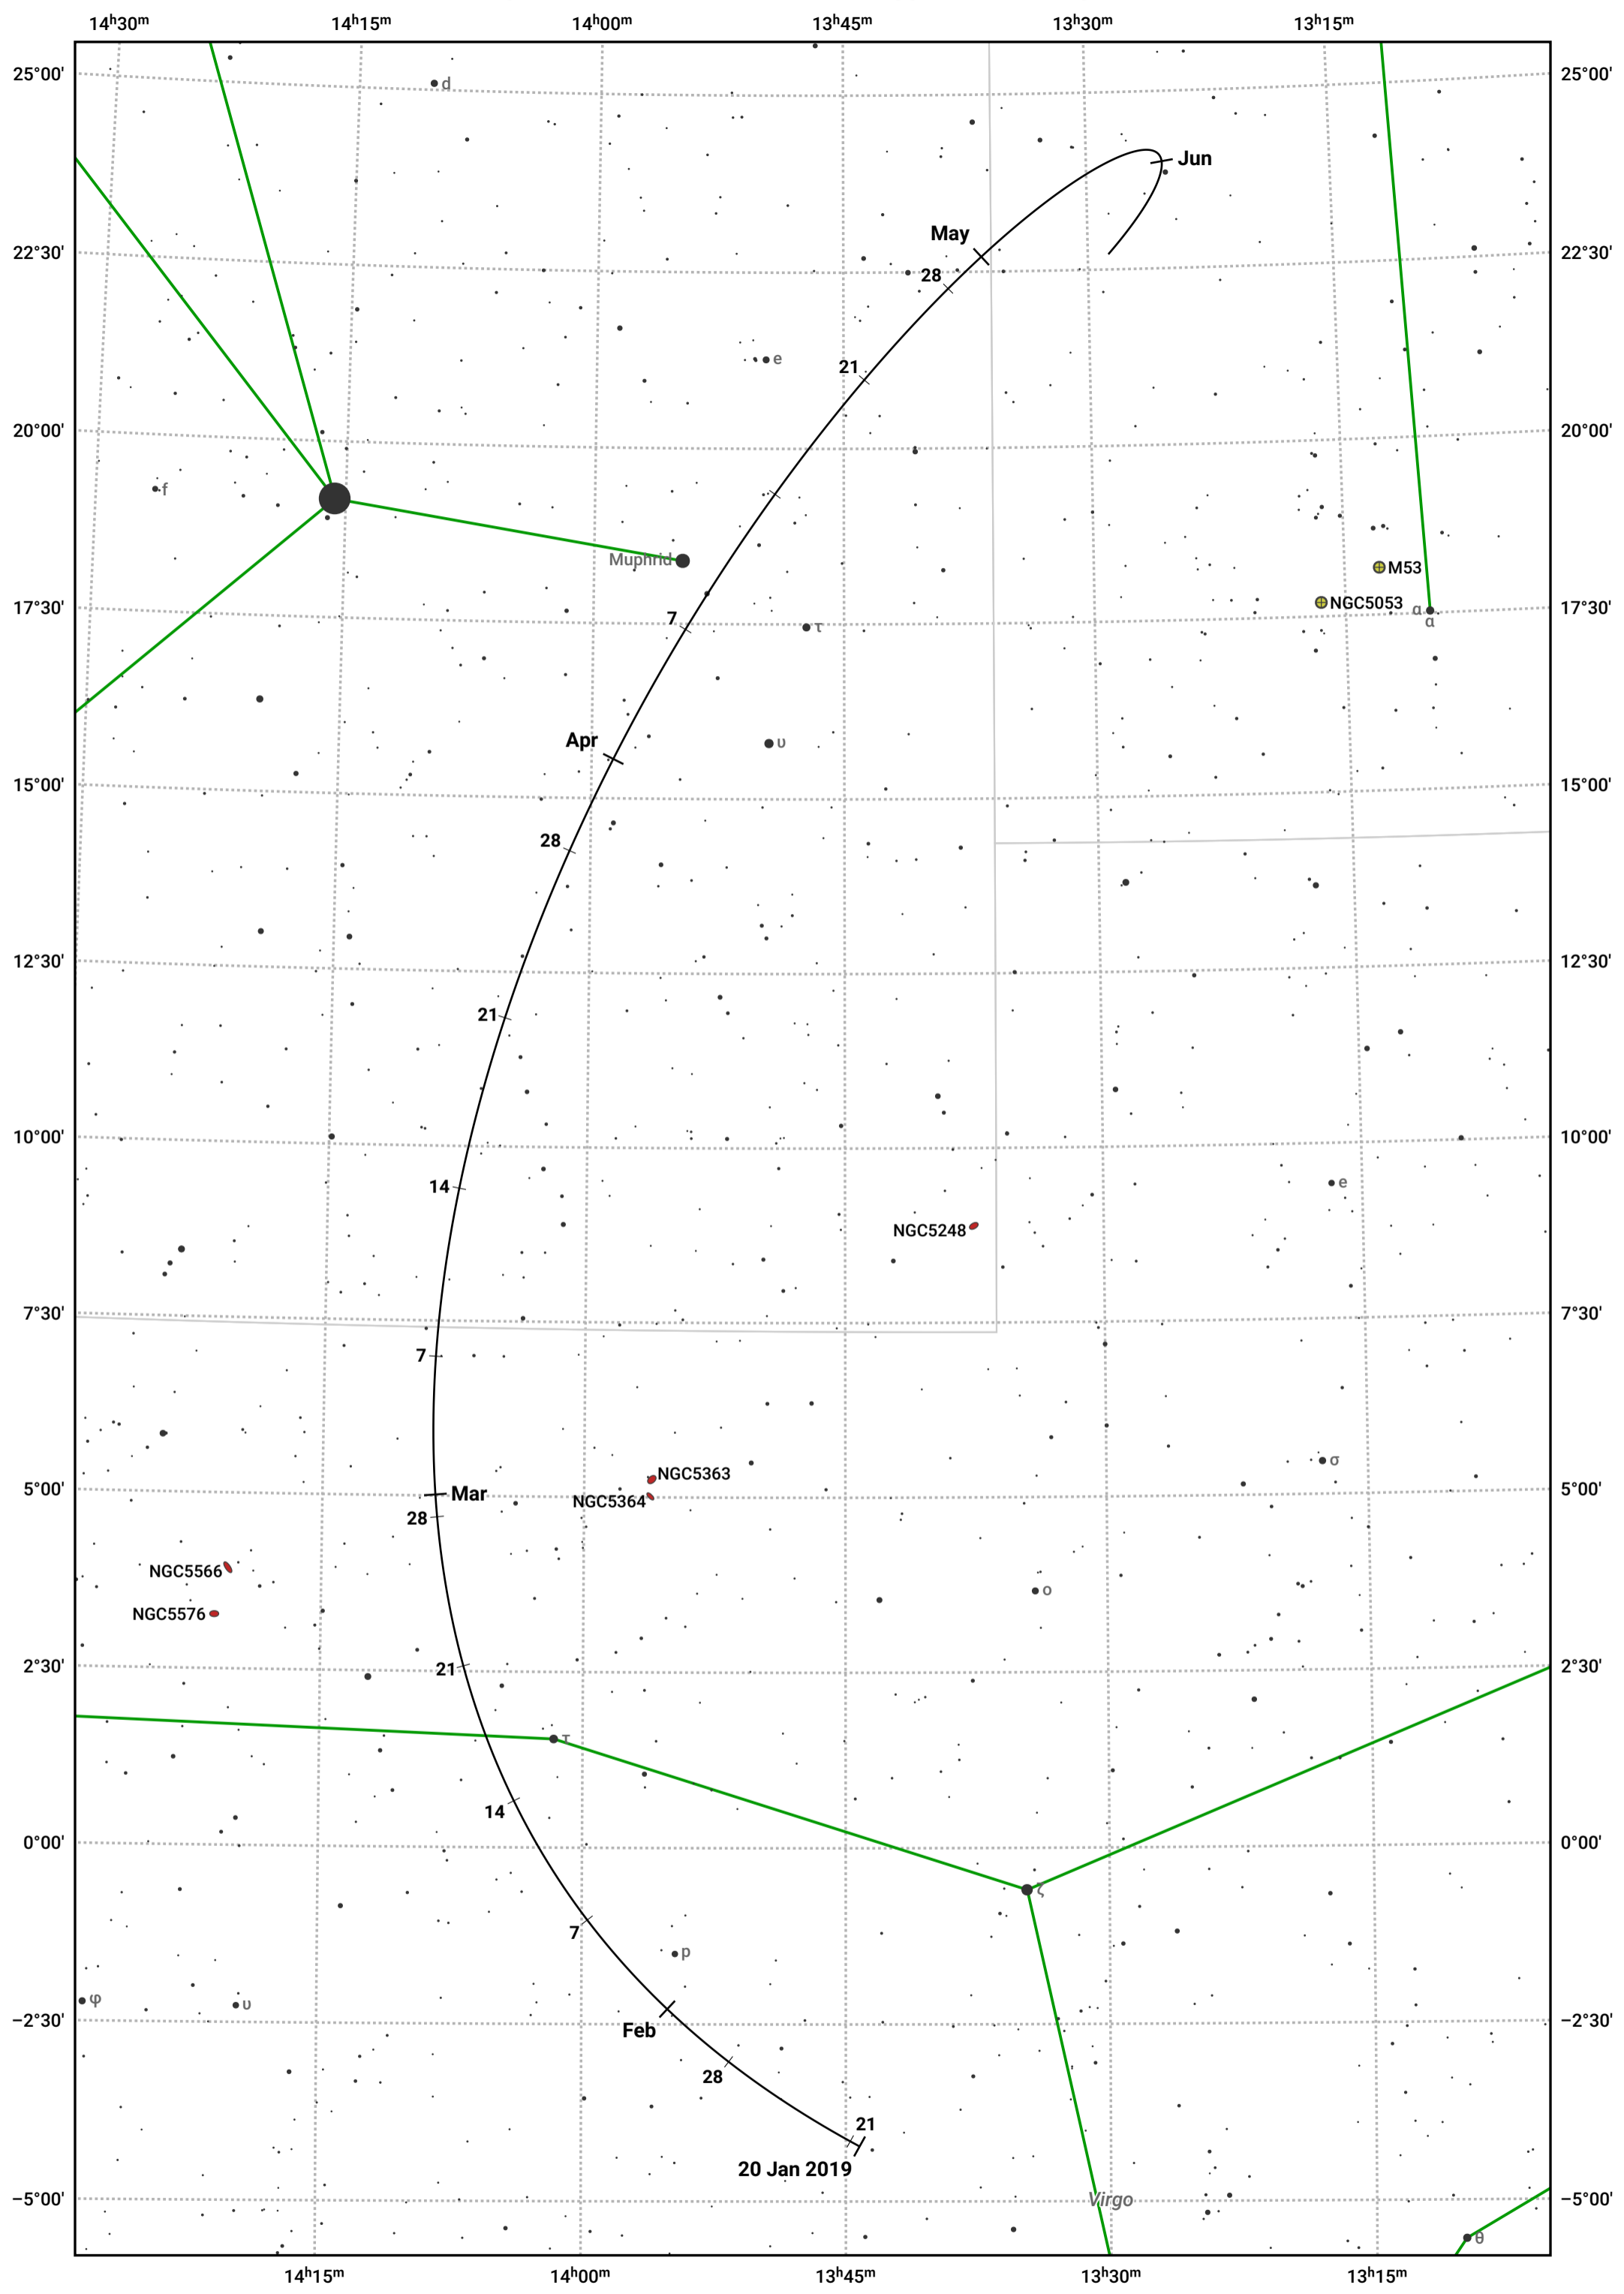 14h30m 14h15m 14h00m 13h45m 13h30m 13h15m
25°00' 25°00'
d
Jun
May
22°30' 22°30'
28
21
e
20°00' 20°00'
f
Muphrid
M53
17°30' NGC5053 17°30'
α
α
7
τ
Apr
υ
15°00' 15°00'
28
12°30' 12°30'
21
10°00' 10°00'
14
e
NGC5248
7°30' 7°30'
7
σ
NGC5363
5°00' Mar 5°00'
NGC5364
28
NGC5566
ο
NGC5576
2°30' 21 2°30'
τ
14
0°00' 0°00'
ζ
7
p
φ
υ
−2°30' −2°30'
Feb
28
21
20 Jan 2019
−5°00' Virgo −5°00'
θ
14h15m 14h00m 13h45m 13h30m 13h15m